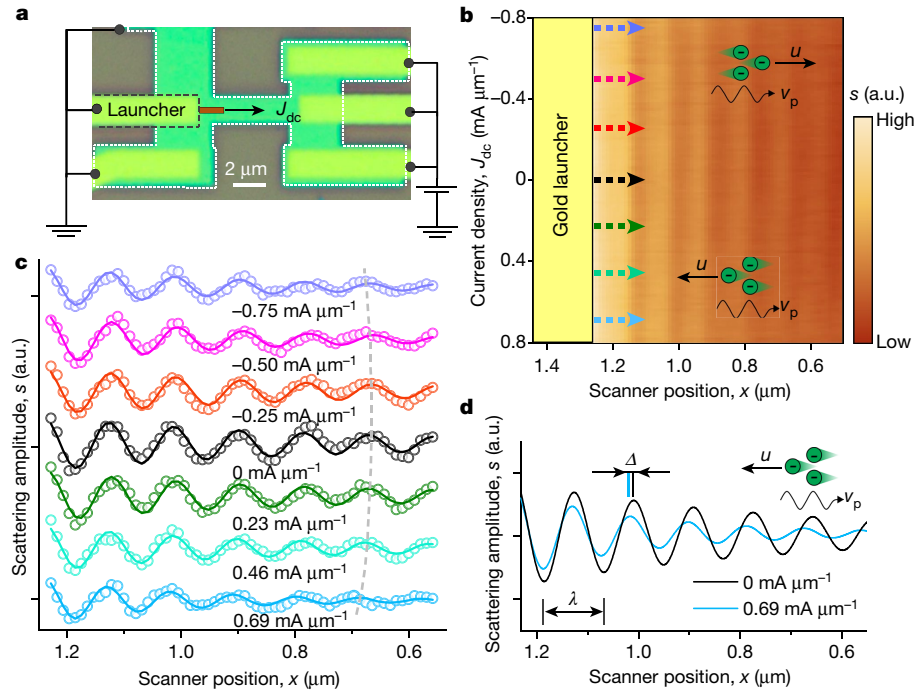 a
Launcher
J_dc
2 μm
b
Current density, J_dc (mA μm⁻¹)
–0.8
–0.4
0
0.4
0.8
Gold launcher
u
v_p
u
v_p
s (a.u.)
High
Low
1.4
1.2
1.0
0.8
0.6
Scanner position, x (μm)
c
Scattering amplitude, s (a.u.)
–0.75 mA μm⁻¹
–0.50 mA μm⁻¹
–0.25 mA μm⁻¹
0 mA μm⁻¹
0.23 mA μm⁻¹
0.46 mA μm⁻¹
0.69 mA μm⁻¹
1.2
1.0
0.8
0.6
Scanner position, x (μm)
d
Scattering amplitude, s (a.u.)
Δ
u
v_p
λ
0 mA μm⁻¹
0.69 mA μm⁻¹
1.2
1.0
0.8
0.6
Scanner position, x (μm)